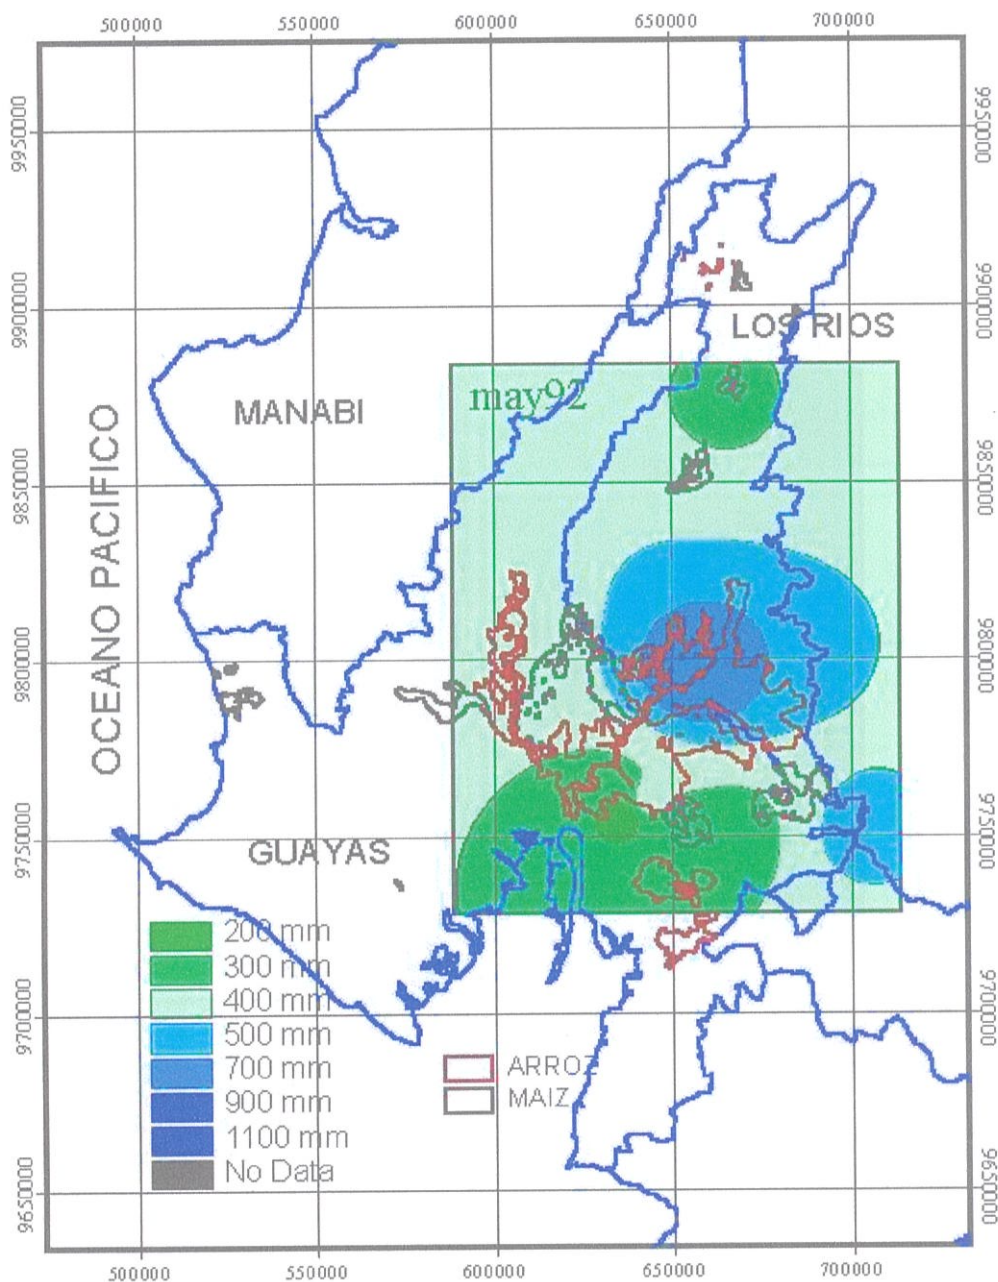 500000
550000
600000
650000
700000
9950000
9900000
9850000
9800000
9750000
9700000
9650000
9950000
9900000
9850000
9800000
9750000
9700000
9650000
LOS RIOS
may92
MANABI
OCEANO PACIFICO
GUAYAS
200 mm
300 mm
400 mm
500 mm
700 mm
900 mm
1100 mm
No Data
ARROZ
MAIZ
500000
550000
600000
650000
700000